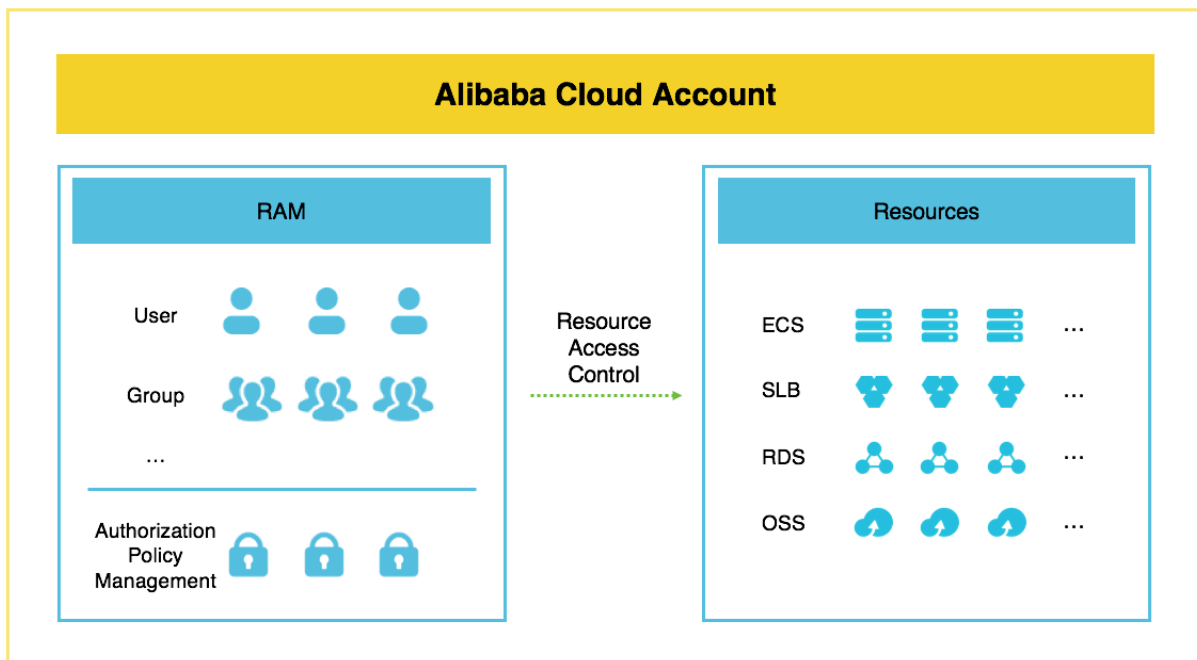 Alibaba Cloud Account
RAM
User
Group
...
Authorization
Policy
Management
Resource
Access
Control
Resources
ECS
...
SLB
...
RDS
...
OSS
...